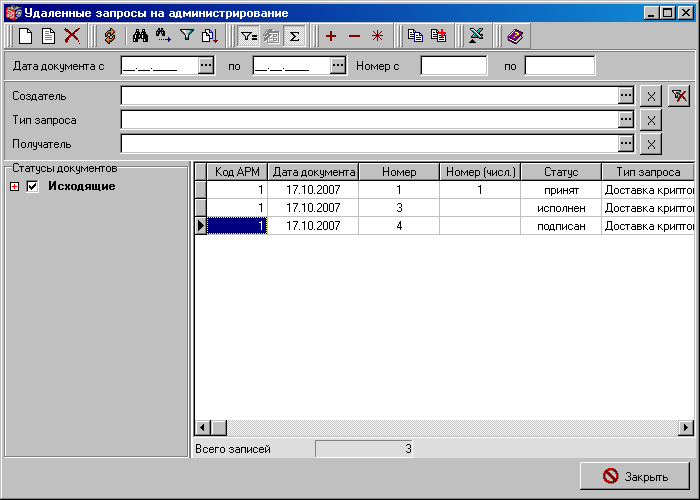 Удаленные запросы на администрирование
Дата документа с __.__.____ по __.__.____ Номер с по
Создатель
Тип запроса
Получатель
Статусы документов
Исходящие
Код АРМ Дата документа Номер Номер (числ.) Статус Тип запроса
1 17.10.2007 1 1 принят Доставка крипто
1 17.10.2007 3 исполнен Доставка крипто
1 17.10.2007 4 подписан Доставка крипто
Всего записей 3
Закрыть